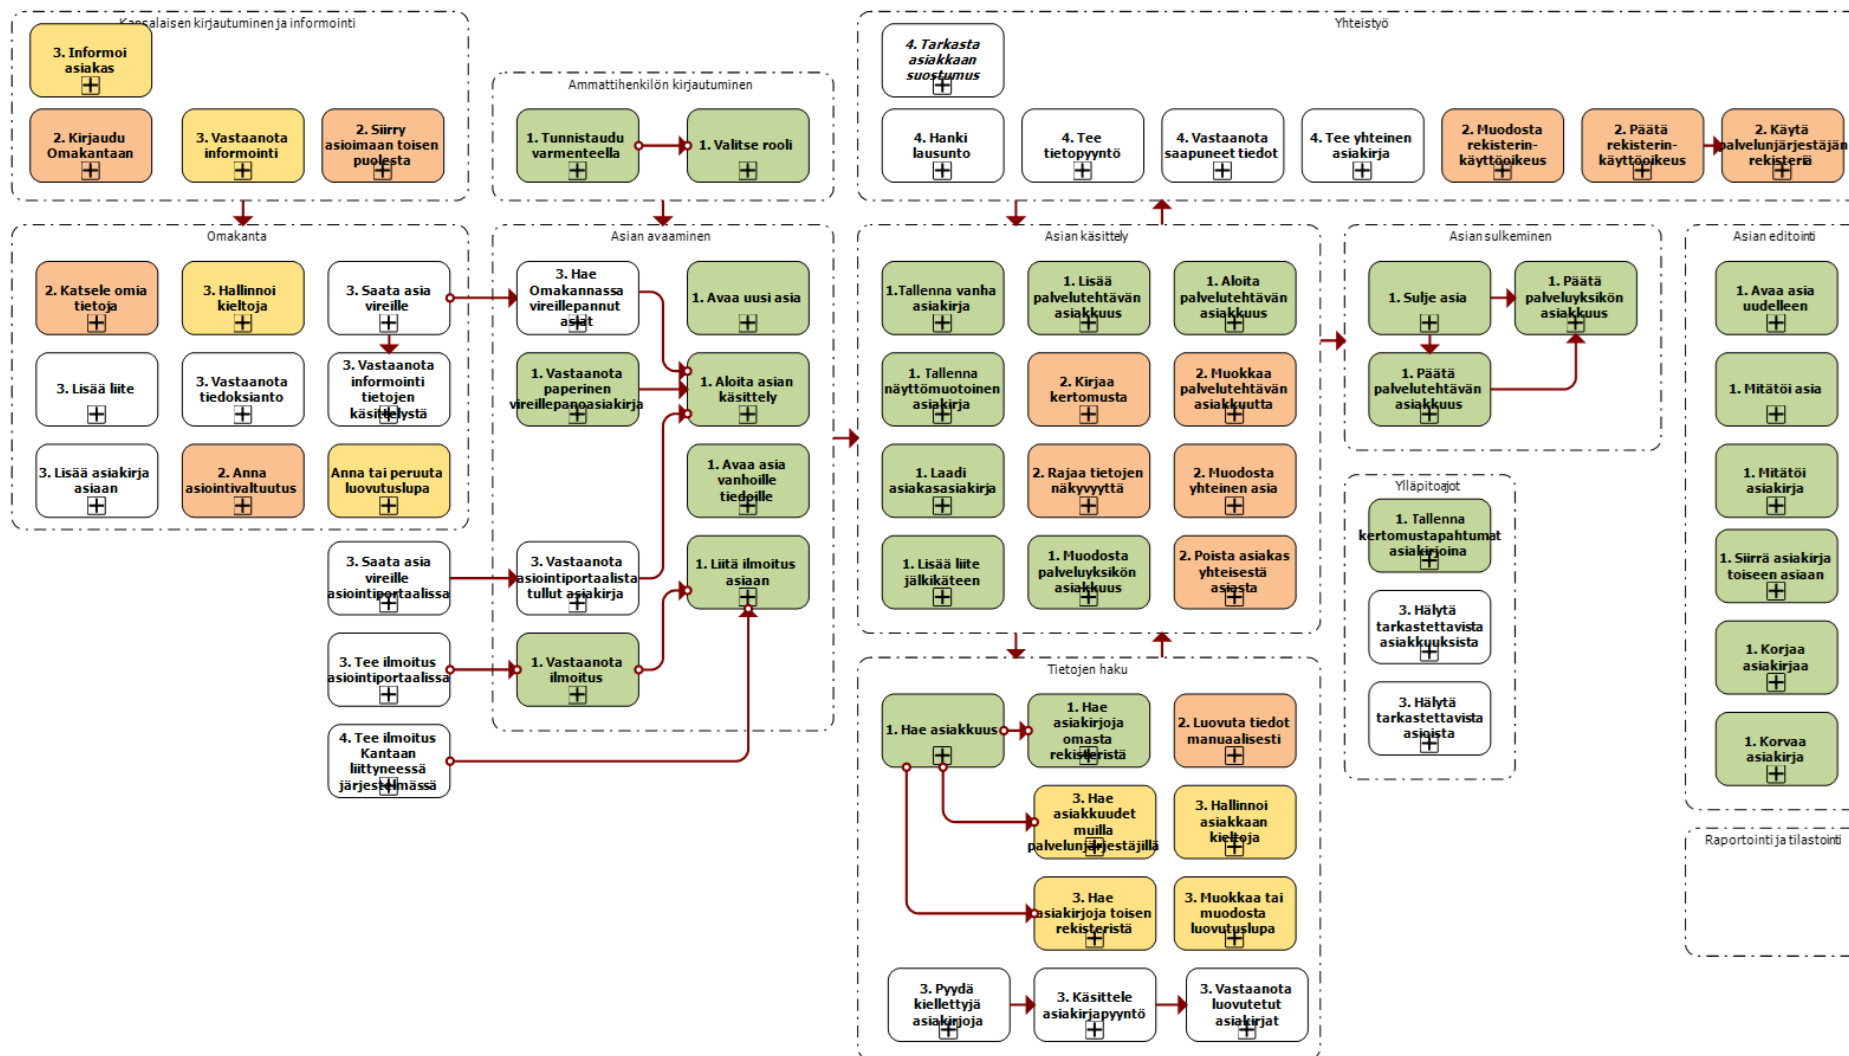 Kansalaisen kirjautuminen ja informointi
3. Informoi
asiakas
2. Kirjaudu
Omakantaan
3. Vastaanota
informointi
2. Siirry
asioimaan toisen
puolesta
Ammattihenkilön kirjautuminen
1. Tunnistaudu
varmenteella
1. Valitse rooli
Yhteistyö
4. Tarkasta
asiakkaan
suostumus
4. Hanki
lausunto
4. Tee
tietopyyntö
4. Vastaanota
saapuneet tiedot
4. Tee yhteinen
asiakirja
2. Muodosta
rekisterin-
käyttöoikeus
2. Päätä
rekisterin-
käyttöoikeus
2. Käytä
palvelunjärjestäjän
rekisteriä
Omakanta
2. Katsele omia
tietoja
3. Hallinnoi
kieltoja
3. Saata asia
vireille
3. Lisää liite
3. Vastaanota
tiedoksianto
3. Vastaanota
informointi
tietojen
käsittelystä
3. Lisää asiakirja
asiaan
2. Anna
asiointivaltuutus
Anna tai peruuta
luovutuslupa
3. Saata asia
vireille
asiointiportaalissa
3. Tee ilmoitus
asiointiportaalissa
4. Tee ilmoitus
Kantaan
liittyneessä
järjestelmässä
Asian avaaminen
3. Hae
Omakannassa
vireillepannut
asiat
1. Avaa uusi asia
1. Vastaanota
paperinen
vireillepanoasiakirja
1. Aloita asian
käsittely
1. Avaa asia
vanhoille
tiedoille
3. Vastaanota
asiointiportaalista
tullut asiakirja
1. Liitä ilmoitus
asiaan
1. Vastaanota
ilmoitus
Asian käsittely
1.Tallenna vanha
asiakirja
1. Lisää
palvelutehtävän
asiakkuus
1. Aloita
palvelutehtävän
asiakkuus
1. Tallenna
näyttömuotoinen
asiakirja
2. Kirjaa
kertomusta
2. Muokkaa
palvelutehtävän
asiakkuutta
1. Laadi
asiakasasiakirja
2. Rajaa tietojen
näkyvyyttä
2. Muodosta
yhteinen asia
1. Lisää liite
jälkikäteen
1. Muodosta
palveluyksikön
asiakkuus
2. Poista asiakas
yhteisestä
asiasta
Tietojen haku
1. Hae asiakkuus
1. Hae
asiakirjoja
omasta
rekisteristä
2. Luovuta tiedot
manuaalisesti
3. Hae
asiakkuudet
muilla
palvelunjärjestäjillä
3. Hallinnoi
asiakkaan
kieltoja
3. Hae
asiakirjoja toisen
rekisteristä
3. Muokkaa tai
muodosta
luovutuslupa
3. Pyydä
kiellettyjä
asiakirjoja
3. Käsittele
asiakirjapyyntö
3. Vastaanota
luovutetut
asiakirjat
Asian sulkeminen
1. Sulje asia
1. Päätä
palveluyksikön
asiakkuus
1. Päätä
palvelutehtävän
asiakkuus
Ylläpitoajot
1. Tallenna
kertomustapahtumat
asiakirjoina
3. Hälytä
tarkastettavista
asiakkuuksista
3. Hälytä
tarkastettavista
asioista
Asian editointi
1. Avaa asia
uudelleen
1. Mitätöi asia
1. Mitätöi
asiakirja
1. Siirrä asiakirja
toiseen asiaan
1. Korjaa
asiakirjaa
1. Korvaa
asiakirja
Raportointi ja tilastointi